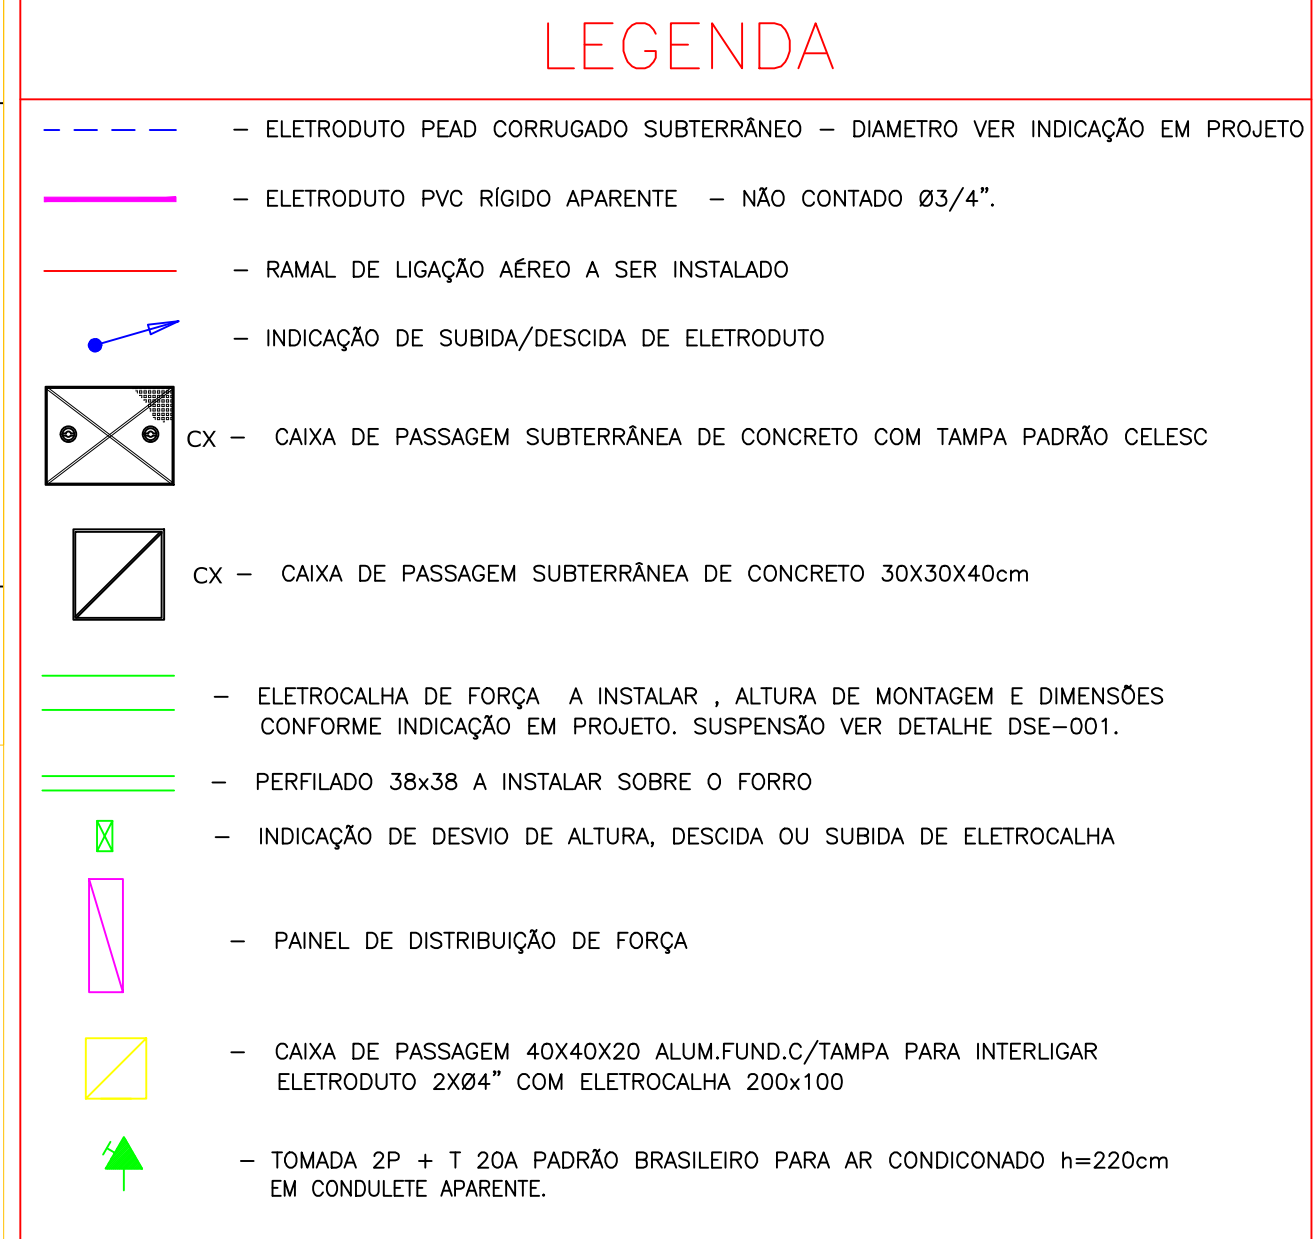 LEGENDA
– ELETRODUTO PEAD CORRUGADO SUBTERRÂNEO – DIAMETRO VER INDICAÇÃO EM PROJETO
– ELETRODUTO PVC RÍGIDO APARENTE – NÃO CONTADO Ø3/4”.
– RAMAL DE LIGAÇÃO AÉREO A SER INSTALADO
– INDICAÇÃO DE SUBIDA/DESCIDA DE ELETRODUTO
CX – CAIXA DE PASSAGEM SUBTERRÂNEA DE CONCRETO COM TAMPA PADRÃO CELESC
CX – CAIXA DE PASSAGEM SUBTERRÂNEA DE CONCRETO 30X30X40cm
– ELETROCALHA DE FORÇA A INSTALAR , ALTURA DE MONTAGEM E DIMENSÕES
CONFORME INDICAÇÃO EM PROJETO. SUSPENSÃO VER DETALHE DSE–001.
– PERFILADO 38x38 A INSTALAR SOBRE O FORRO
– INDICAÇÃO DE DESVIO DE ALTURA, DESCIDA OU SUBIDA DE ELETROCALHA
– PAINEL DE DISTRIBUIÇÃO DE FORÇA
– CAIXA DE PASSAGEM 40X40X20 ALUM.FUND.C/TAMPA PARA INTERLIGAR
ELETRODUTO 2XØ4” COM ELETROCALHA 200x100
– TOMADA 2P + T 20A PADRÃO BRASILEIRO PARA AR CONDICONADO h=220cm
EM CONDULETE APARENTE.